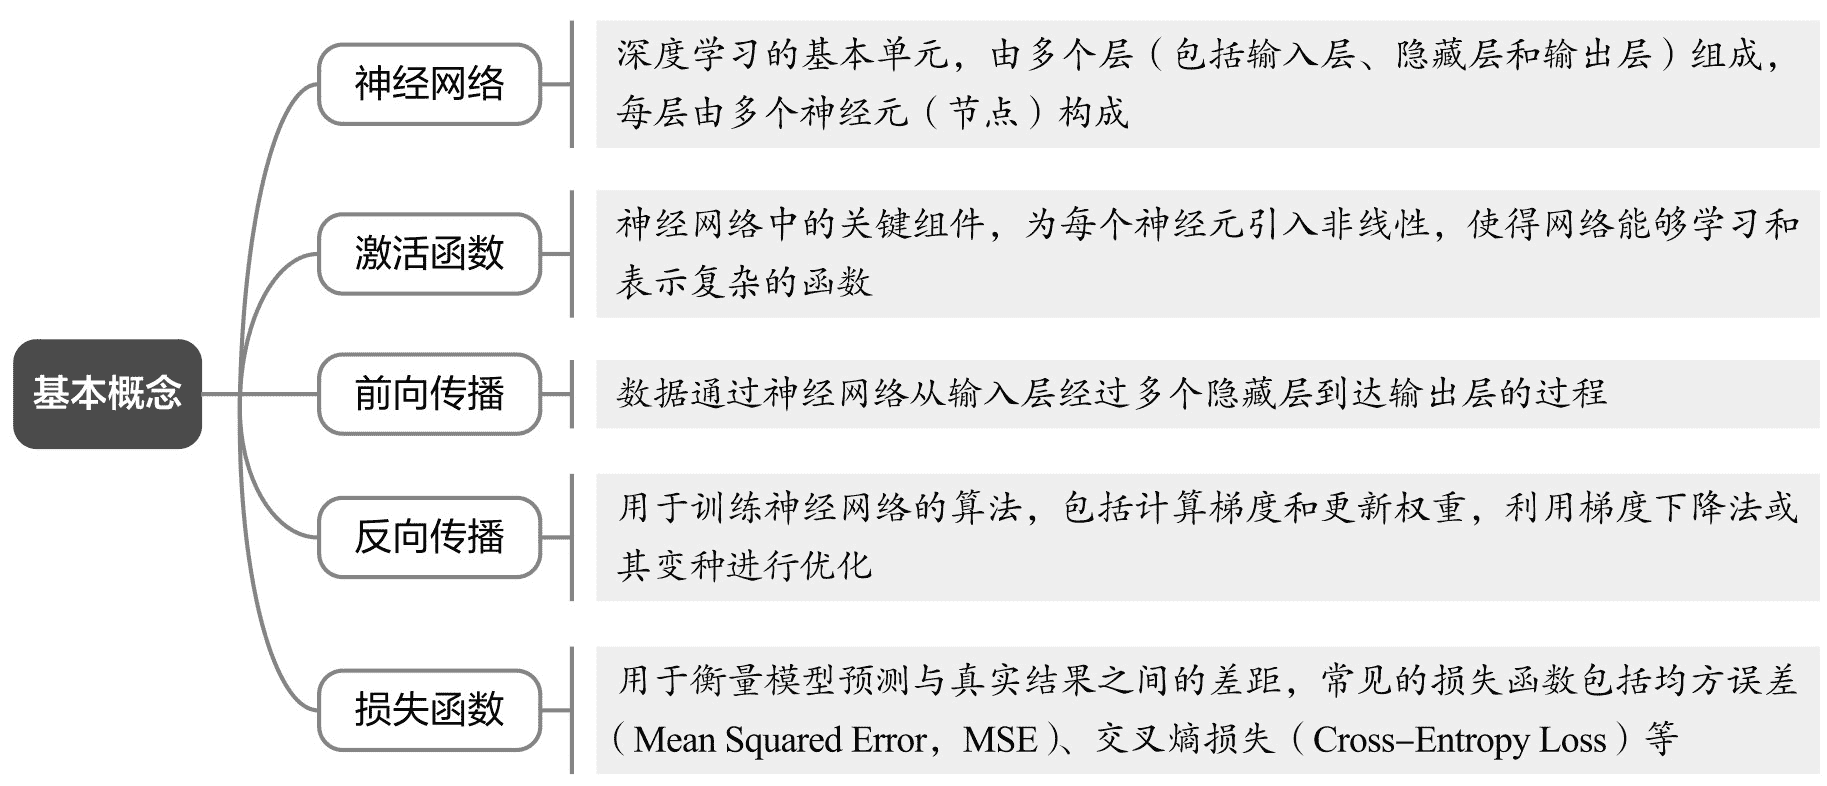 基本概念
神经网络
深度学习的基本单元，由多个层（包括输入层、隐藏层和输出层）组成，
每层由多个神经元（节点）构成
激活函数
神经网络中的关键组件，为每个神经元引入非线性，使得网络能够学习和
表示复杂的函数
前向传播
数据通过神经网络从输入层经过多个隐藏层到达输出层的过程
反向传播
用于训练神经网络的算法，包括计算梯度和更新权重，利用梯度下降法或
其变种进行优化
损失函数
用于衡量模型预测与真实结果之间的差距，常见的损失函数包括均方误差
（Mean Squared Error，MSE）、交叉熵损失（Cross–Entropy Loss）等